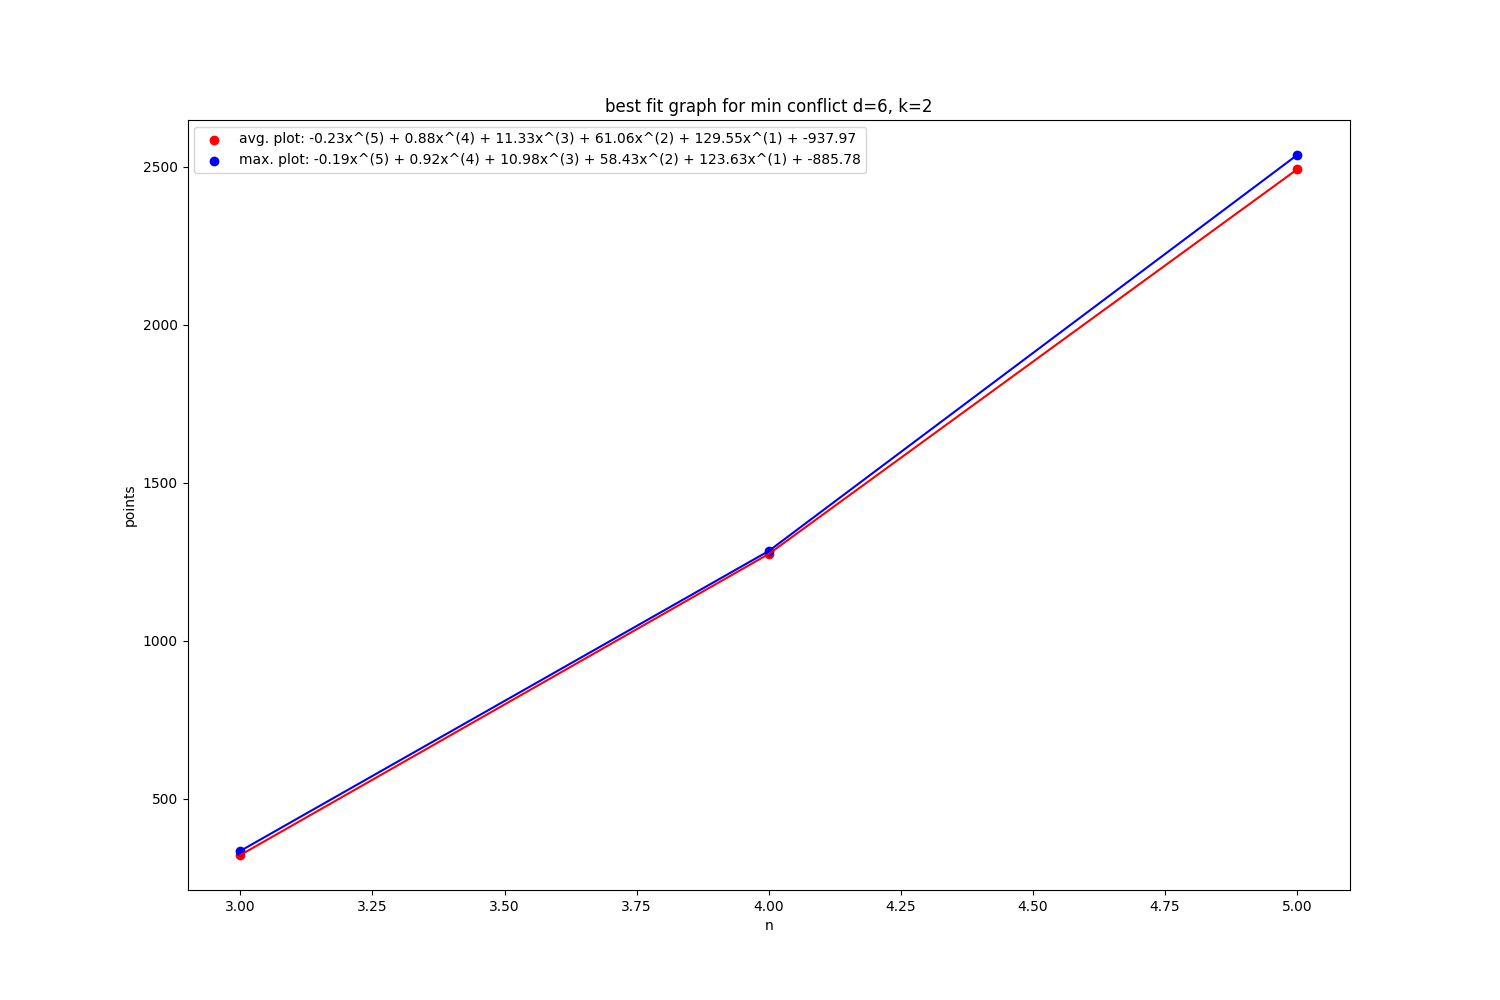 best fit graph for min conflict d=6, k=2
avg. plot: -0.23x^(5) + 0.88x^(4) + 11.33x^(3) + 61.06x^(2) + 129.55x^(1) + -937.97
max. plot: -0.19x^(5) + 0.92x^(4) + 10.98x^(3) + 58.43x^(2) + 123.63x^(1) + -885.78
2500
2000
1500
1000
500
points
3.00 3.25 3.50 3.75 4.00 4.25 4.50 4.75 5.00
n